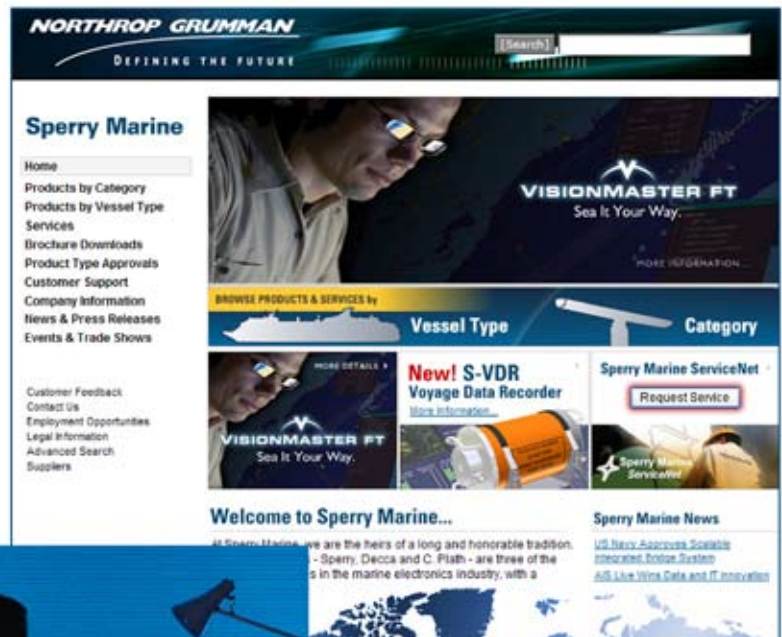 NORTHROP GRUMMAN
DEFINING THE FUTURE
[Search]
Sperry Marine
Home
Products by Category
Products by Vessel Type
Services
Brochure Downloads
Product Type Approvals
Customer Support
Company Information
News & Press Releases
Events & Trade Shows
Customer Feedback
Contact Us
Employment Opportunities
Legal Information
Advanced Search
Suppliers
VISIONMASTER FT
Sea It Your Way.
MORE INFORMATION...
BROWSE PRODUCTS & SERVICES by
Vessel Type
Category
MORE DETAILS
VISIONMASTER FT
Sea It Your Way.
New! S-VDR
Voyage Data Recorder
More Information...
Sperry Marine ServiceNet
Request Service
Sperry Marine
ServiceNet
Welcome to Sperry Marine...
At Sperry Marine, we are the heirs of a long and honorable tradition.
- Sperry, Decca and C. Plath - are three of the
in the marine electronics industry, with a
Sperry Marine News
US Navy Approves Scalable
Integrated Bridge System
AIS Live Wins Data and IT Innovation